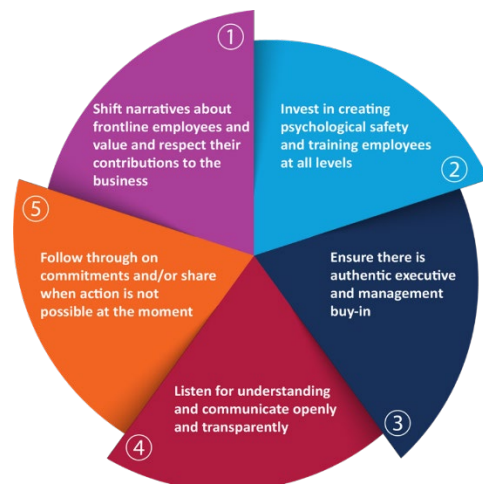 ①
Shift narratives about
frontline employees and
value and respect their
contributions to the
business
Invest in creating
psychological safety
and training employees
at all levels
②
Ensure there is
authentic executive
and management
buy-in
③
Listen for understanding
and communicate openly
and transparently
④
⑤
Follow through on
commitments and/or share
when action is not
possible at the moment